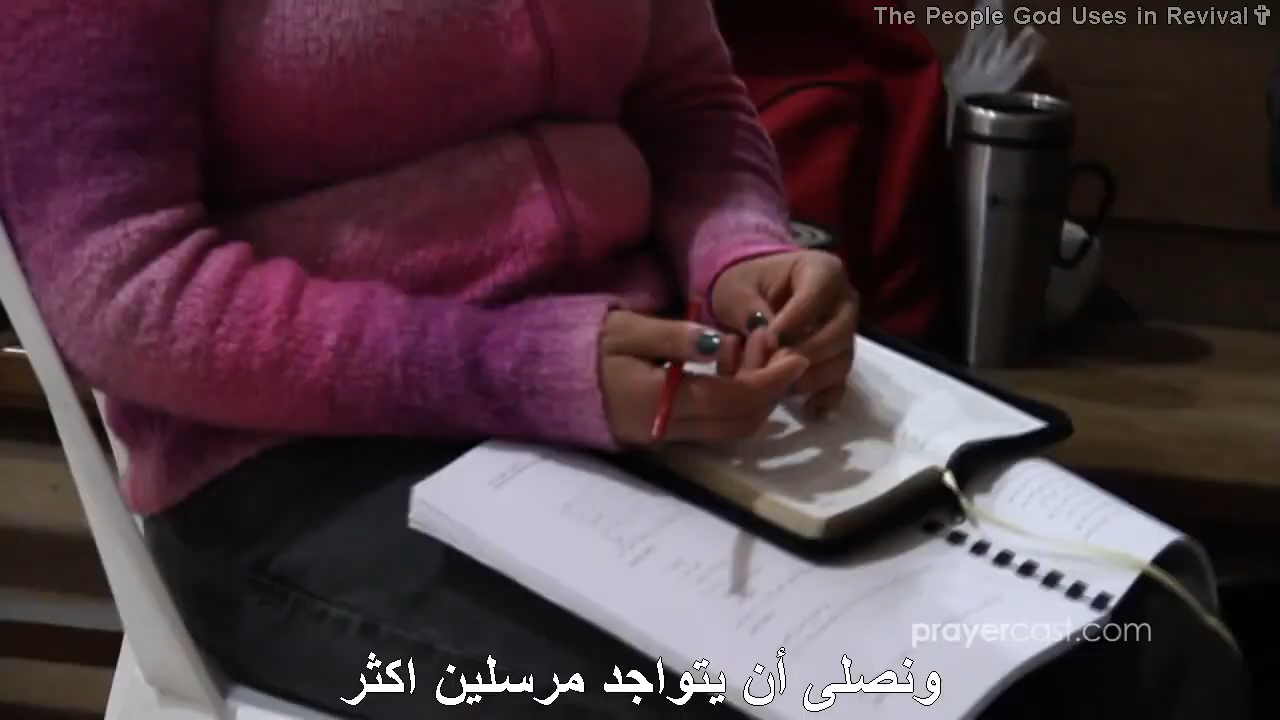 The People God Uses in Revival✞
prayercast.com
ونصلى أن يتواجد مرسلين اكثر